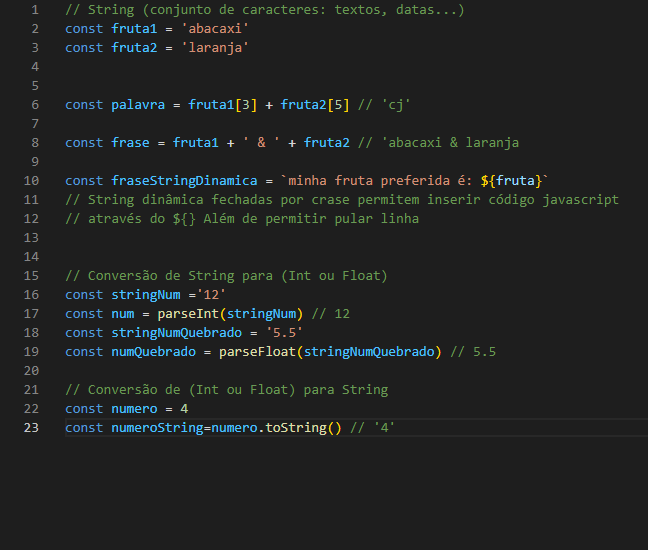 1 // String (conjunto de caracteres: textos, datas...)
2 const fruta1 = 'abacaxi'
3 const fruta2 = 'laranja'
4
5
6 const palavra = fruta1[3] + fruta2[5] // 'cj'
7
8 const frase = fruta1 + ' & ' + fruta2 // 'abacaxi & laranja
9
10 const fraseStringDinamica = `minha fruta preferida é: ${fruta}`
11 // String dinâmica fechadas por crase permitem inserir código javascript
12 // através do ${} Além de permitir pular linha
13
14
15 // Conversão de String para (Int ou Float)
16 const stringNum ='12'
17 const num = parseInt(stringNum) // 12
18 const stringNumQuebrado = '5.5'
19 const numQuebrado = parseFloat(stringNumQuebrado) // 5.5
20
21 // Conversão de (Int ou Float) para String
22 const numero = 4
23 const numeroString=numero.toString() // '4'